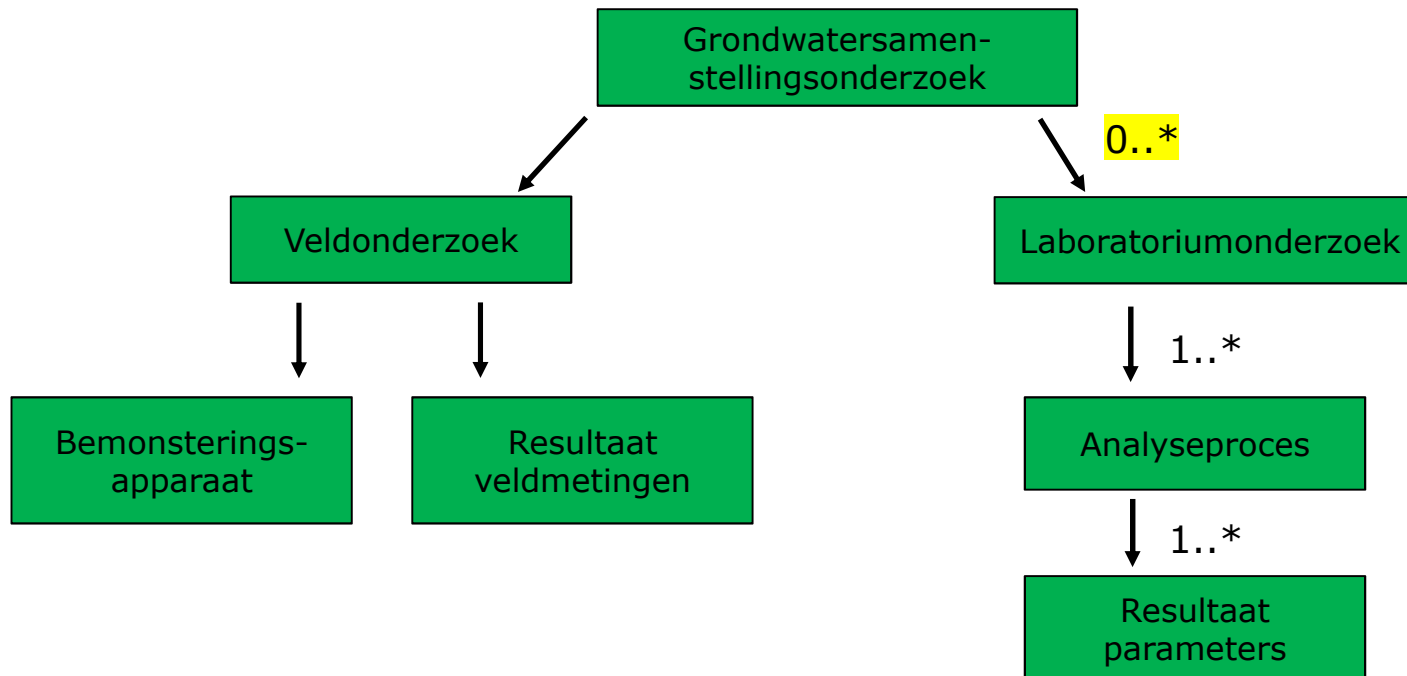 Grondwatersamen-
stellingsonderzoek
0..*
Veldonderzoek
Laboratoriumonderzoek
1..*
Bemonsterings-
apparaat
Resultaat
veldmetingen
Analyseproces
1..*
Resultaat
parameters